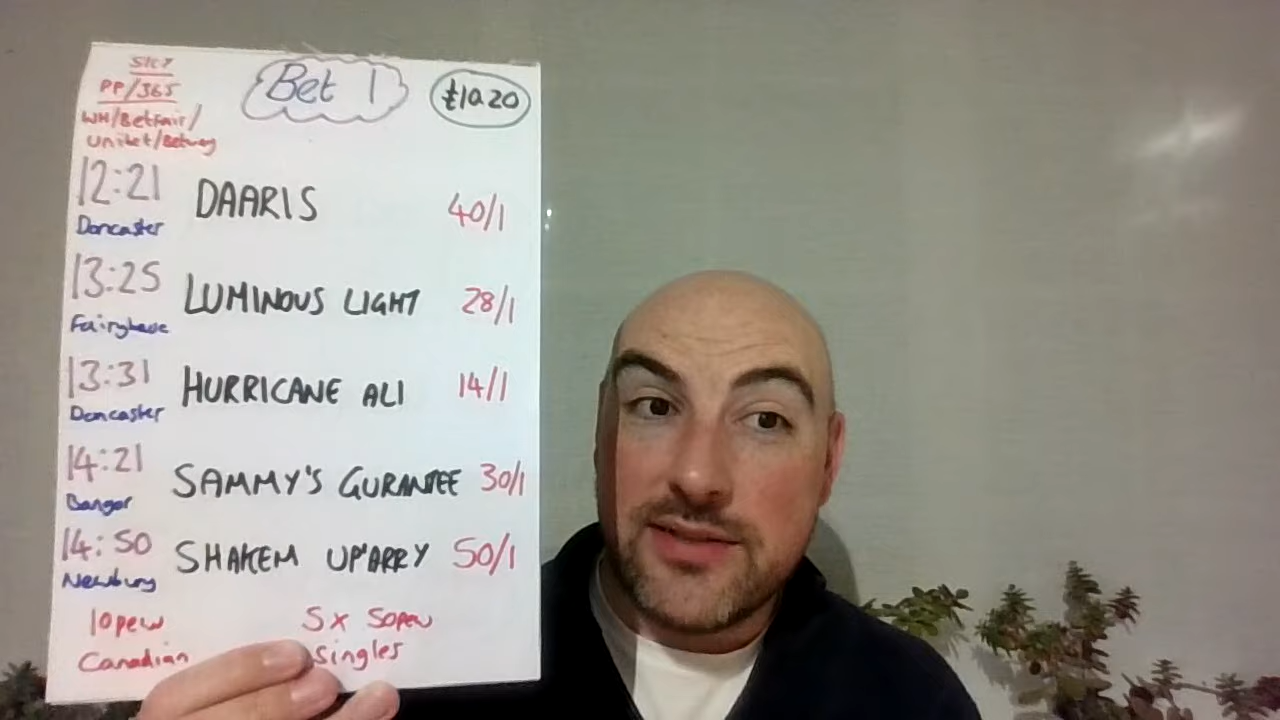 SKY
PP/365
WH/BetFair/
Unibet/Betway
Bet 1
£10.20
12:21 DAARIS 40/1
Doncaster
13:25 LUMINOUS LIGHT 28/1
Fairyhouse
13:31 HURRICANE ALI 14/1
Doncaster
14:21 SAMMY'S GURANTEE 30/1
Bangor
14:50 SHAKEM UP'ARRY 50/1
Newbury
10pew 5x 50pew
Canadian Singles